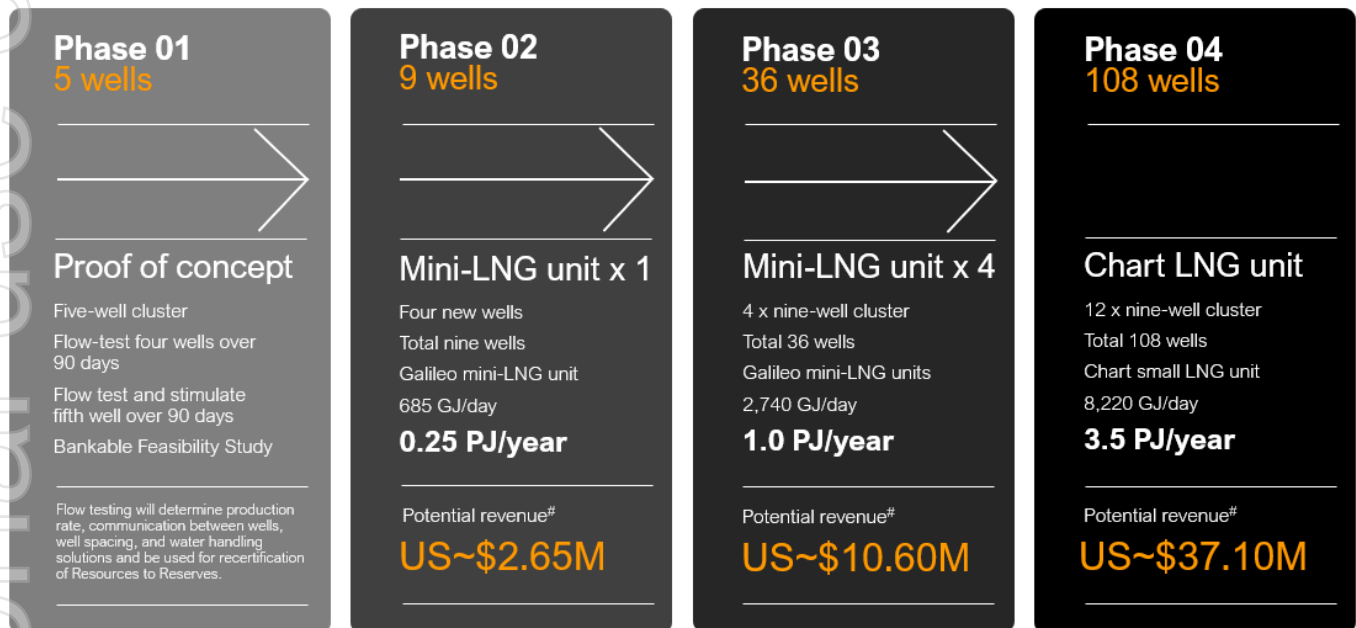 Phase 01
5 wells
Proof of concept
Five-well cluster
Flow-test four wells over
90 days
Flow test and stimulate
fifth well over 90 days
Bankable Feasibility Study
Flow testing will determine production
rate, communication between wells,
well spacing, and water handling
solutions and be used for recertification
of Resources to Reserves.
Phase 02
9 wells
Mini-LNG unit x 1
Four new wells
Total nine wells
Galileo mini-LNG unit
685 GJ/day
0.25 PJ/year
Potential revenue#
US~$2.65M
Phase 03
36 wells
Mini-LNG unit x 4
4 x nine-well cluster
Total 36 wells
Galileo mini-LNG units
2,740 GJ/day
1.0 PJ/year
Potential revenue#
US~$10.60M
Phase 04
108 wells
Chart LNG unit
12 x nine-well cluster
Total 108 wells
Chart small LNG unit
8,220 GJ/day
3.5 PJ/year
Potential revenue#
US~$37.10M